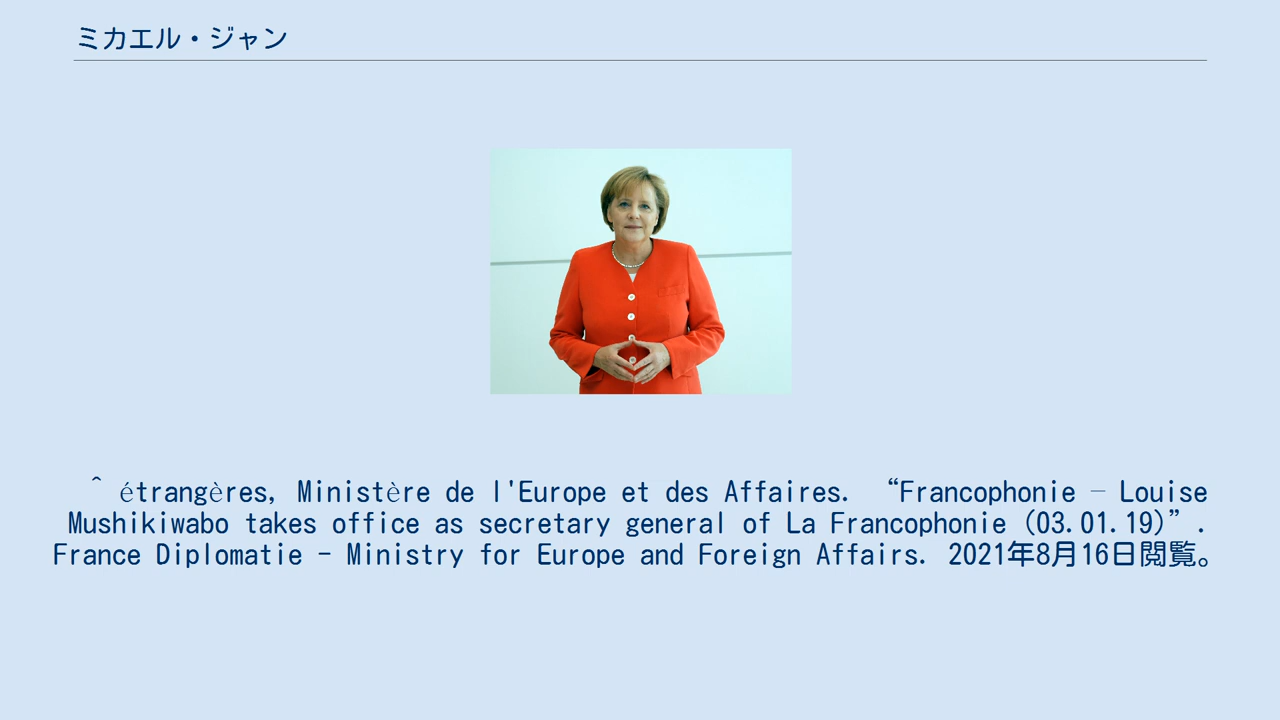 ミカエル・ジャン
^ étrangères, Ministère de l'Europe et des Affaires. “Francophonie – Louise
Mushikiwabo takes office as secretary general of La Francophonie (03.01.19)”.
France Diplomatie - Ministry for Europe and Foreign Affairs. 2021年8月16日閲覧。